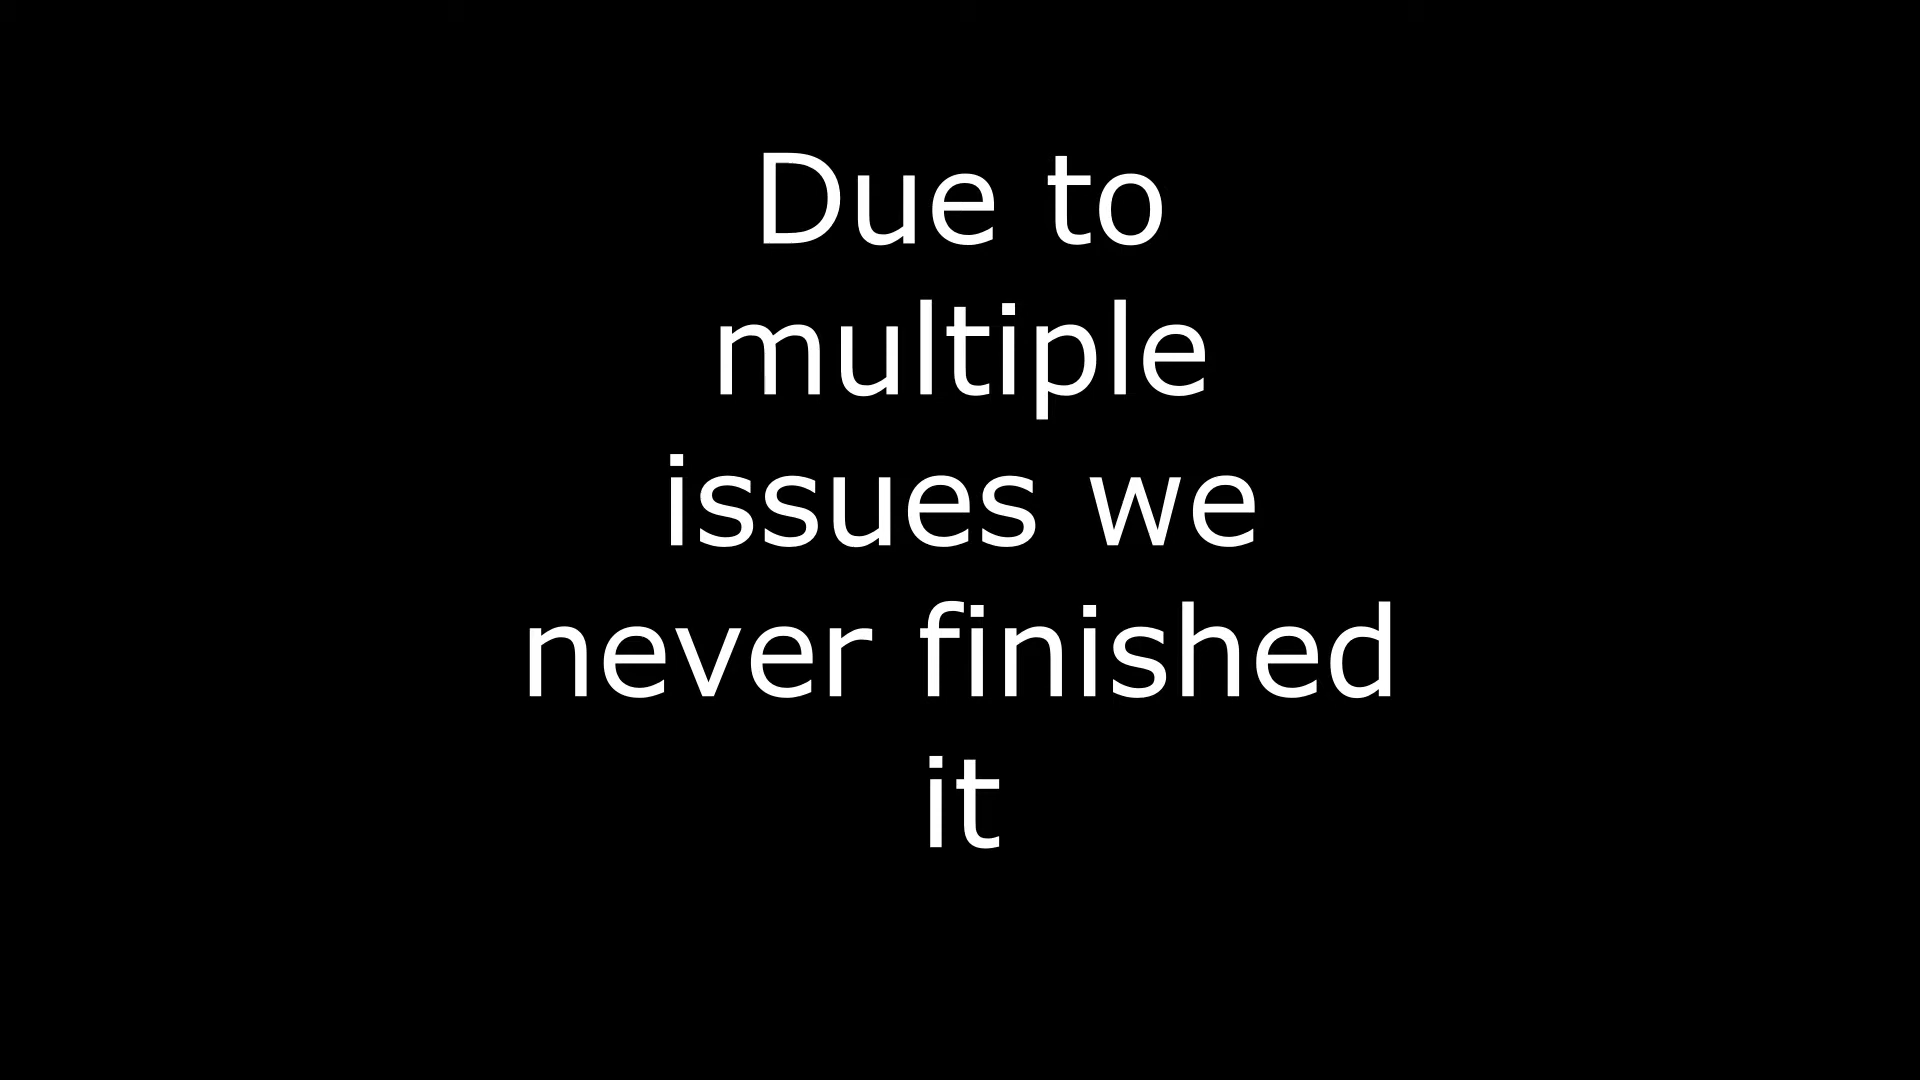 Due to
multiple
issues we
never finished
it